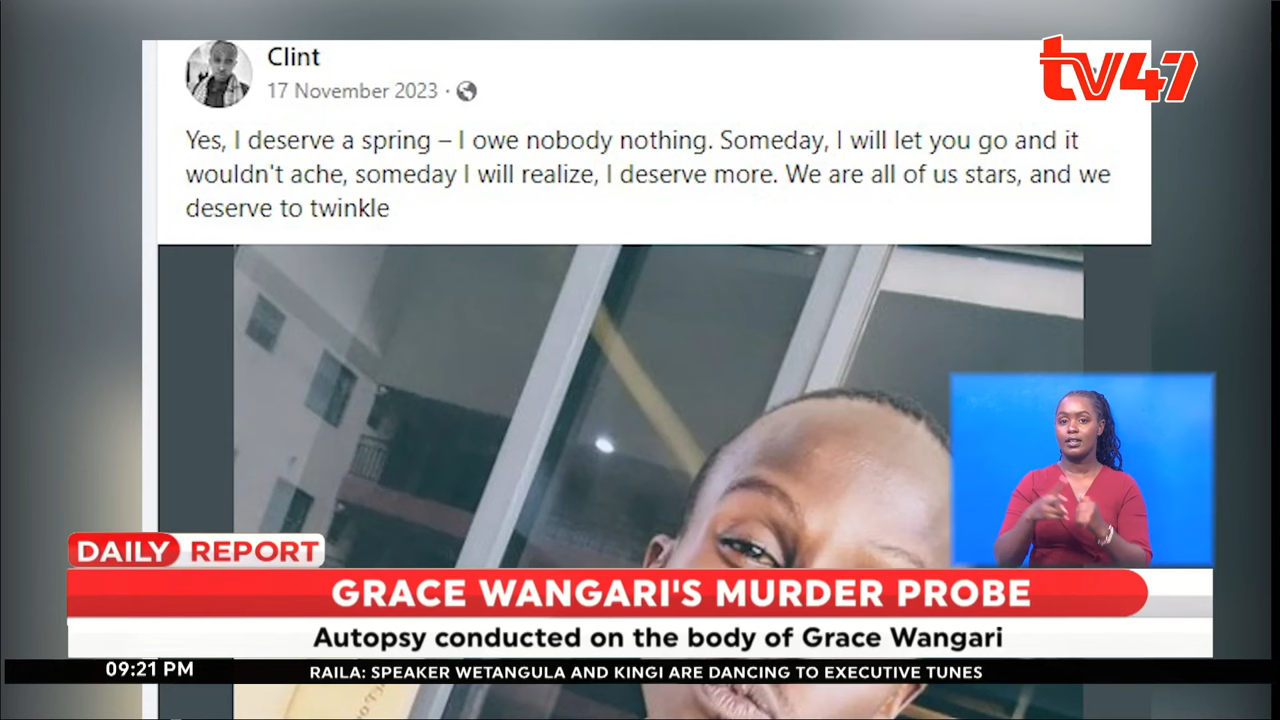 Clint
tv47
17 November 2023 ·
Yes, I deserve a spring – I owe nobody nothing. Someday, I will let you go and it
wouldn't ache, someday I will realize, I deserve more. We are all of us stars, and we
deserve to twinkle
DAILY REPORT
GRACE WANGARI'S MURDER PROBE
Autopsy conducted on the body of Grace Wangari
09:21 PM RAILA: SPEAKER WETANGULA AND KINGI ARE DANCING TO EXECUTIVE TUNES